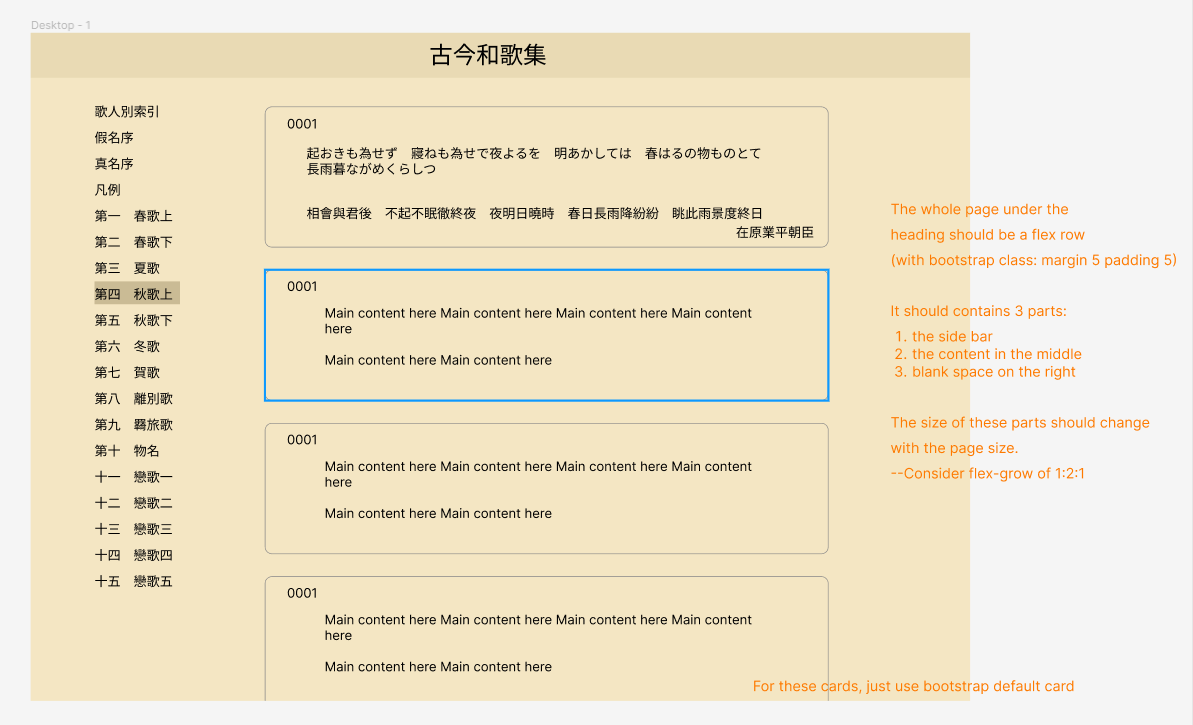 Desktop - 1
古今和歌集
歌人別索引
假名序
真名序
凡例
第一　春歌上
第二　春歌下
第三　夏歌
第四　秋歌上
第五　秋歌下
第六　冬歌
第七　賀歌
第八　離別歌
第九　羇旅歌
第十　物名
十一　戀歌一
十二　戀歌二
十三　戀歌三
十四　戀歌四
十五　戀歌五
0001
起おきも為せず　寢ねも為せで夜よるを　明あかしては　春はるの物ものとて
長雨暮ながめくらしつ
相會與君後　不起不眠徹終夜　夜明日曉時　春日長雨降紛紛　眺此雨景度終日
在原業平朝臣
0001
Main content here Main content here Main content here Main content
here
Main content here Main content here
0001
Main content here Main content here Main content here Main content
here
Main content here Main content here
0001
Main content here Main content here Main content here Main content
here
Main content here Main content here
The whole page under the
heading should be a flex row
(with bootstrap class: margin 5 padding 5)
It should contains 3 parts:
1. the side bar
2. the content in the middle
3. blank space on the right
The size of these parts should change
with the page size.
--Consider flex-grow of 1:2:1
For these cards, just use bootstrap default card